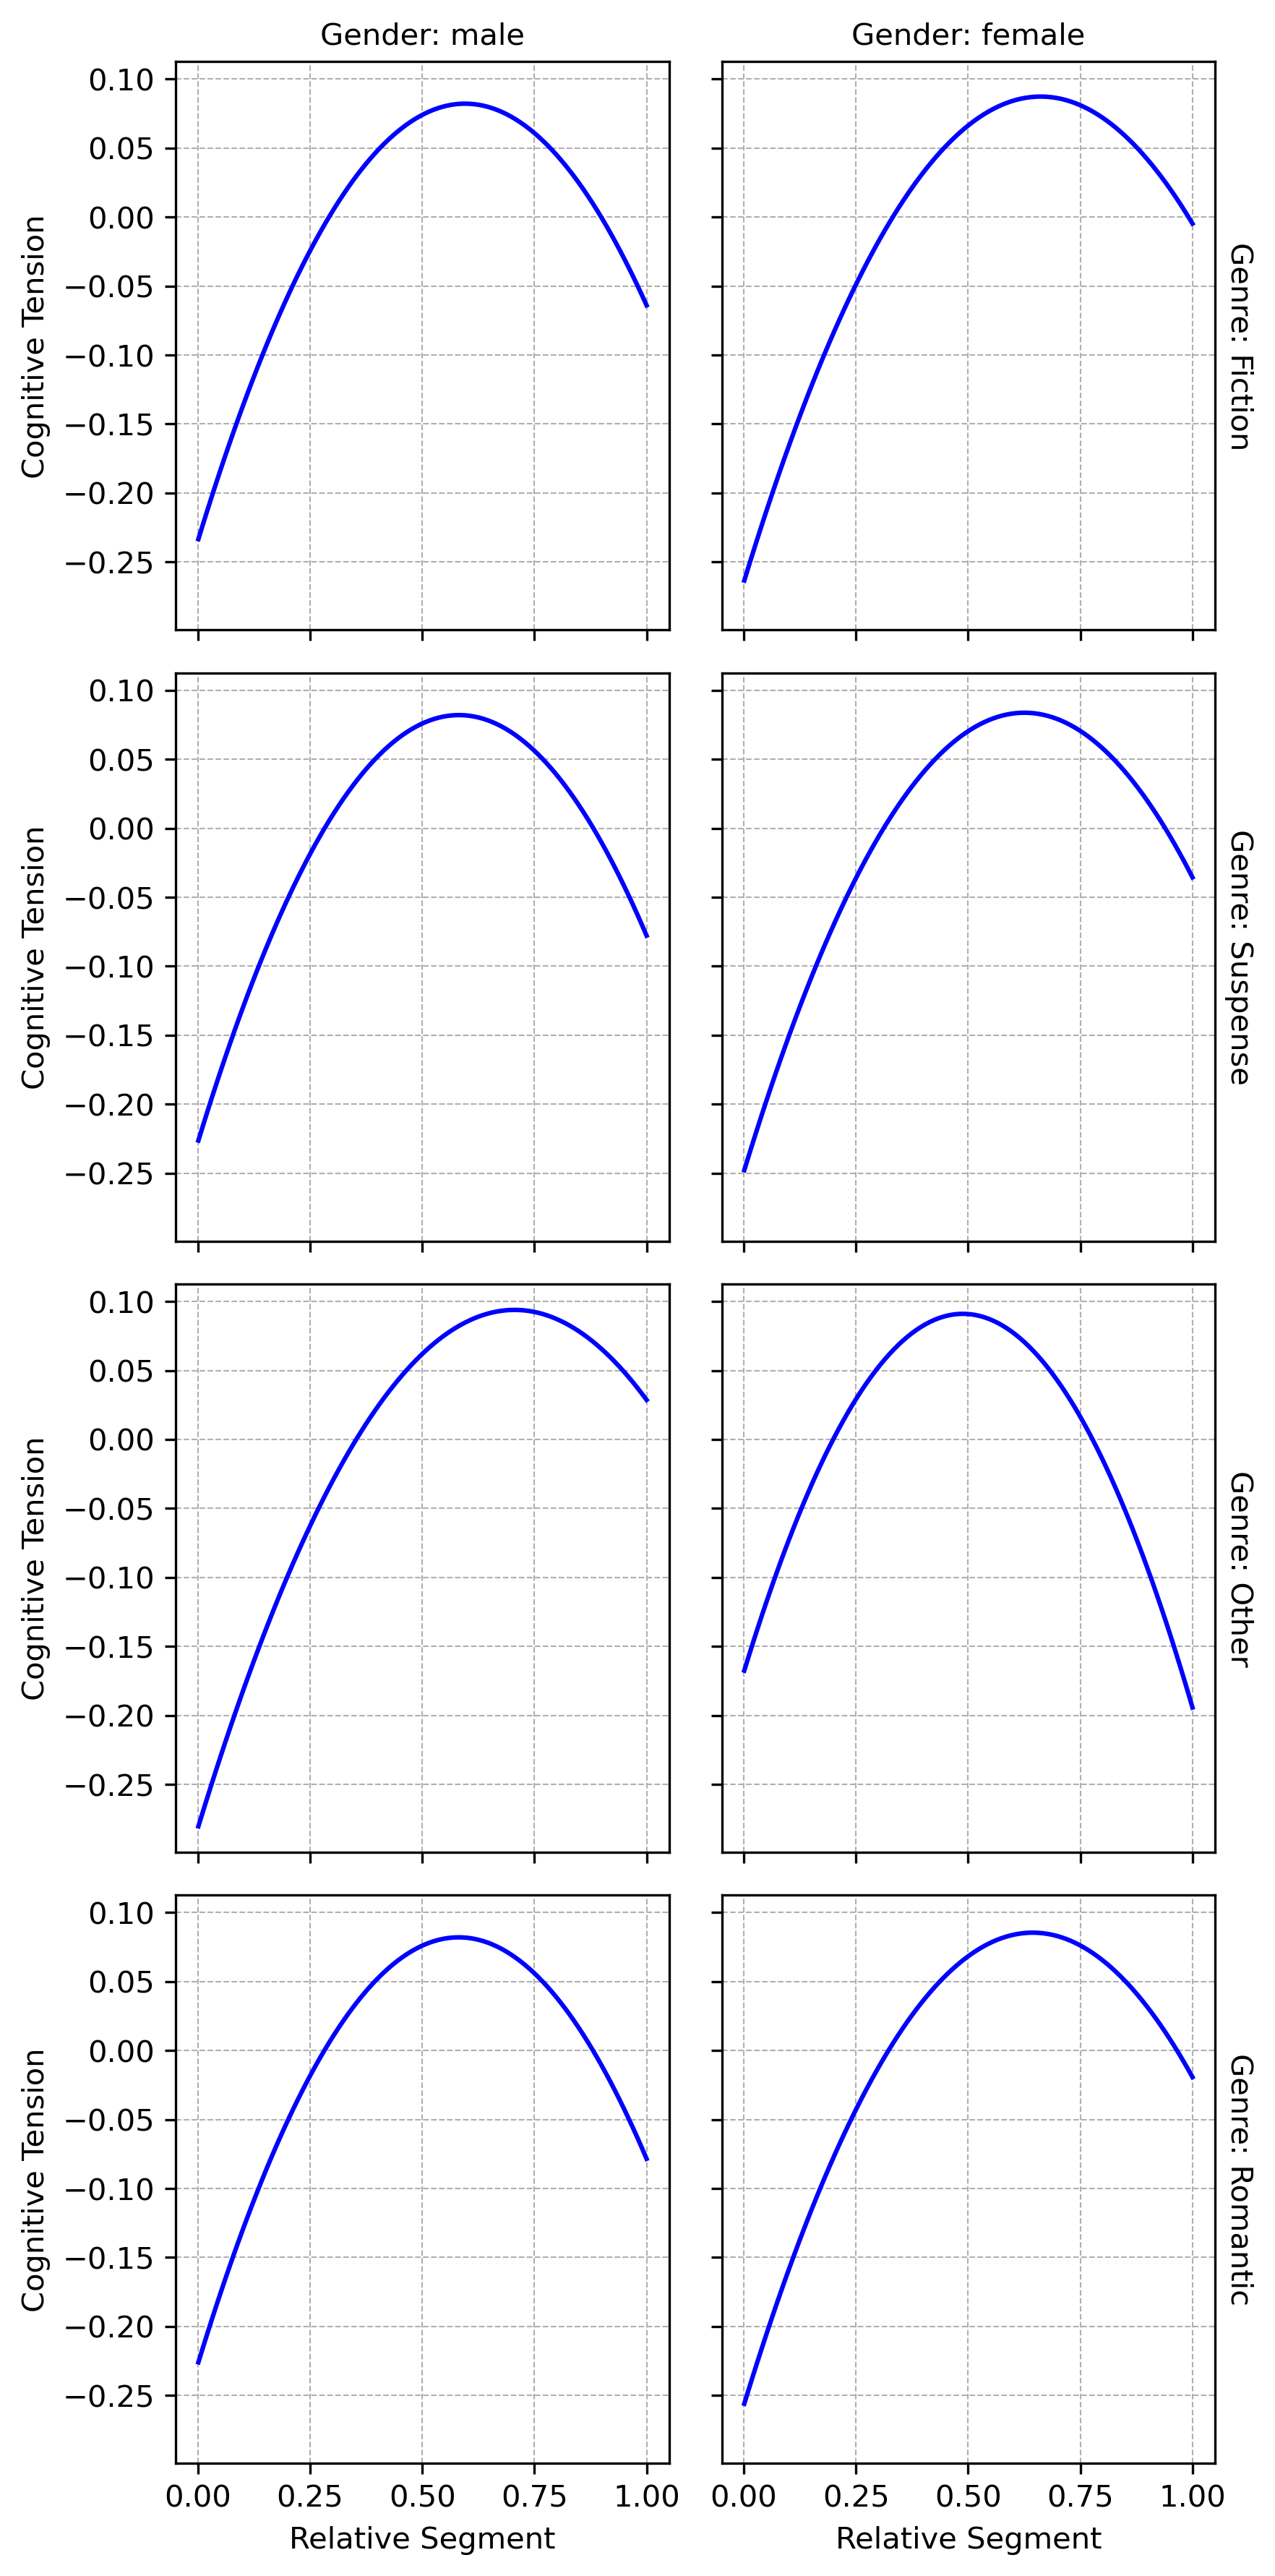 Gender: male
Gender: female
0.10
0.05
0.00
−0.05
−0.10
−0.15
−0.20
−0.25
Cognitive Tension
Genre: Fiction
0.10
0.05
0.00
−0.05
−0.10
−0.15
−0.20
−0.25
Cognitive Tension
Genre: Suspense
0.10
0.05
0.00
−0.05
−0.10
−0.15
−0.20
−0.25
Cognitive Tension
Genre: Other
0.10
0.05
0.00
−0.05
−0.10
−0.15
−0.20
−0.25
Cognitive Tension
Genre: Romantic
0.00 0.25 0.50 0.75 1.00
0.00 0.25 0.50 0.75 1.00
Relative Segment
Relative Segment